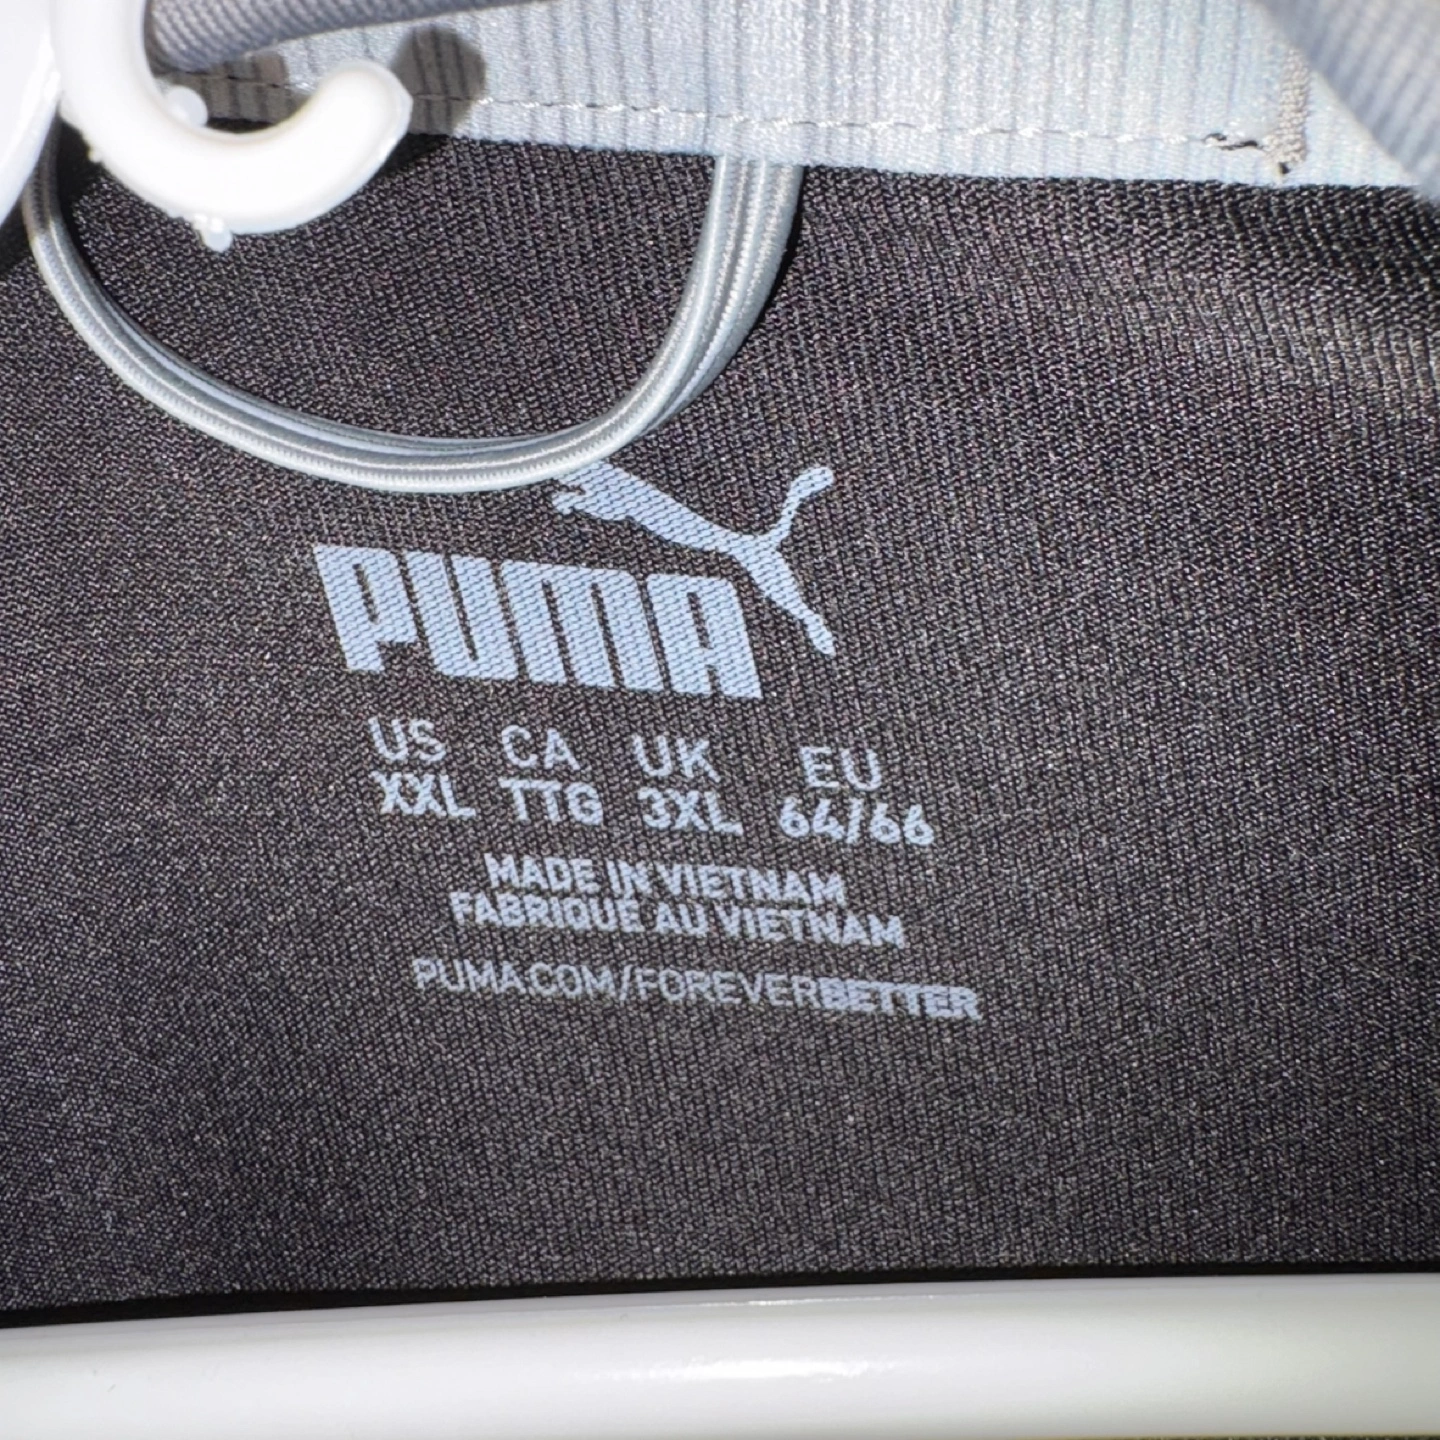 PUMA
US CA UK EU
XXL TTG 3XL 64/66
MADE IN VIETNAM
FABRIQUE AU VIETNAM
PUMA.COM/FOREVERBETTER